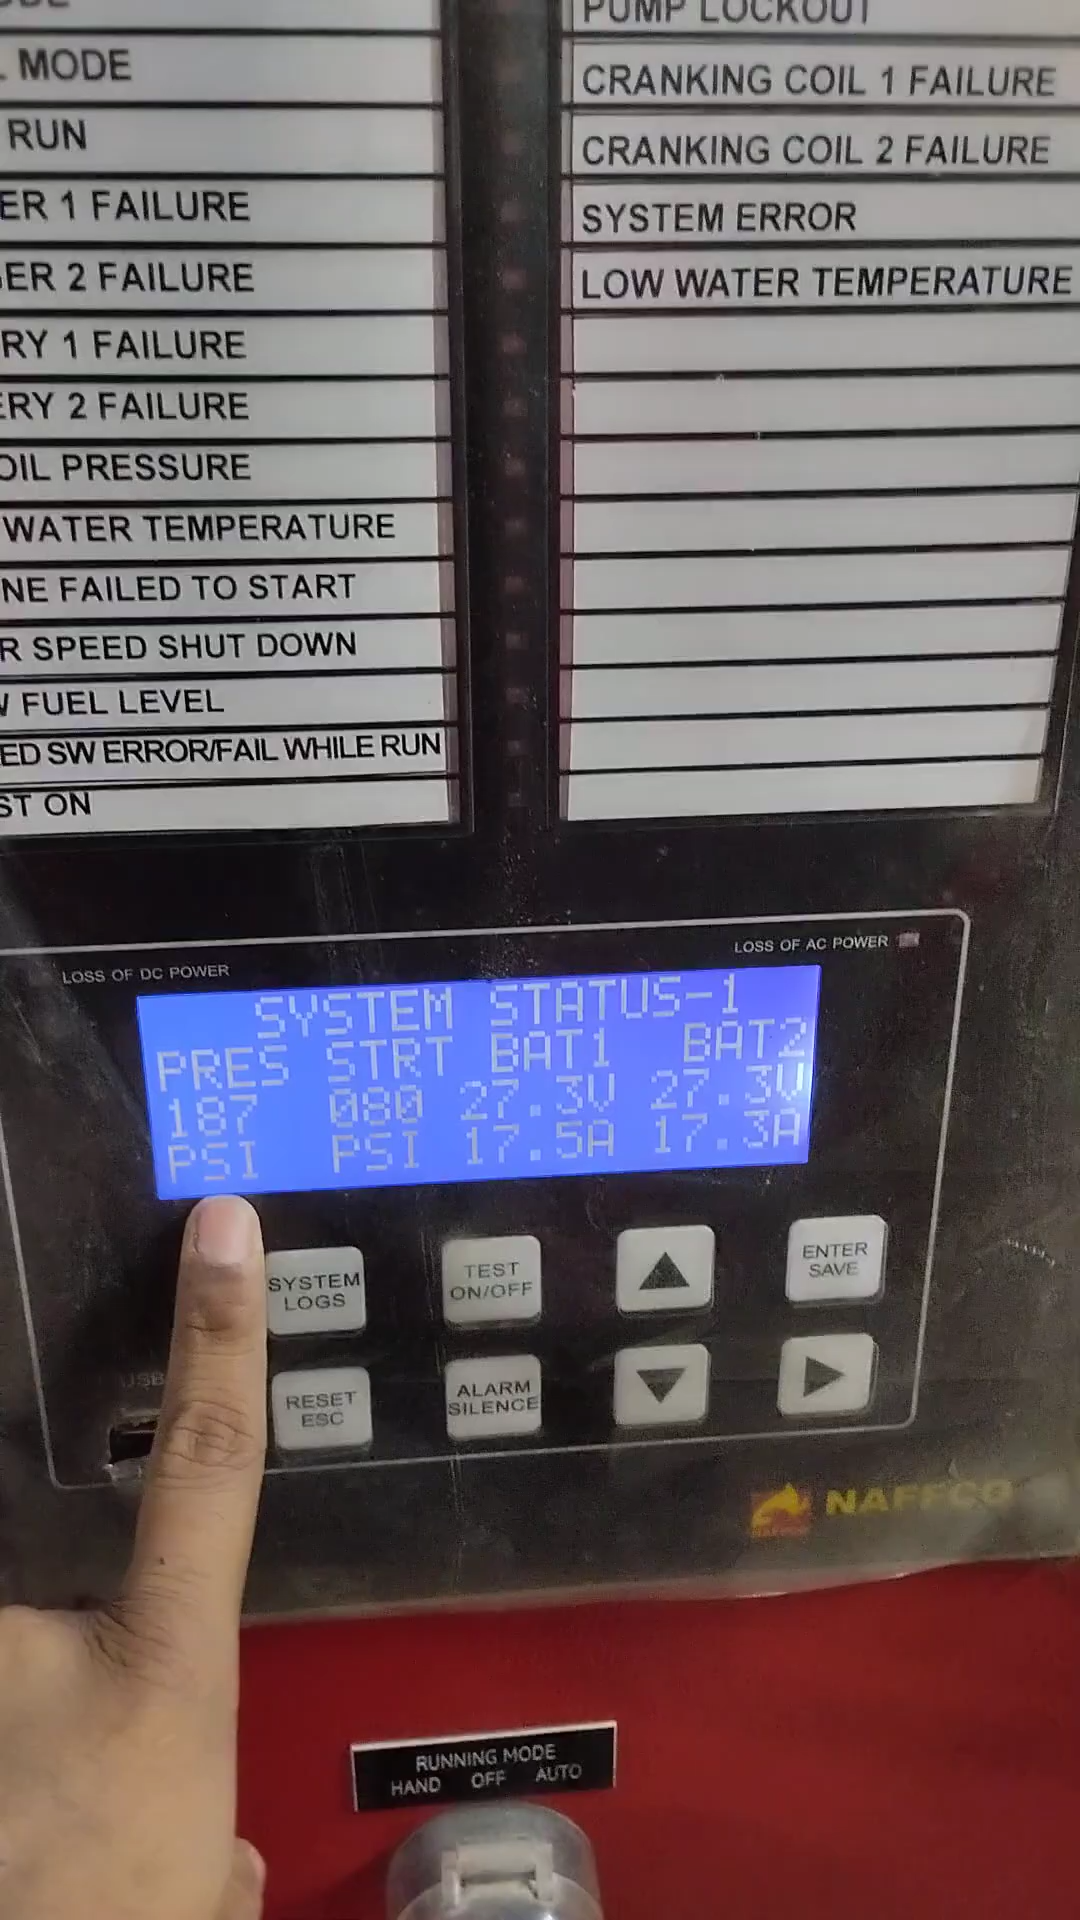 MODE
RUN
ER 1 FAILURE
GER 2 FAILURE
RY 1 FAILURE
ERY 2 FAILURE
OIL PRESSURE
WATER TEMPERATURE
NE FAILED TO START
R SPEED SHUT DOWN
W FUEL LEVEL
ED SW ERROR/FAIL WHILE RUN
ST ON
PUMP LOCKOUT
CRANKING COIL 1 FAILURE
CRANKING COIL 2 FAILURE
SYSTEM ERROR
LOW WATER TEMPERATURE
LOSS OF DC POWER
LOSS OF AC POWER
SYSTEM STATUS-1
PRES STRT BAT1 BAT2
187 080 27.3V 27.3V
PSI PSI 17.5A 17.3A
SYSTEM LOGS
TEST ON/OFF
ENTER SAVE
USB
RESET ESC
ALARM SILENCE
NAFFCO
RUNNING MODE
HAND OFF AUTO